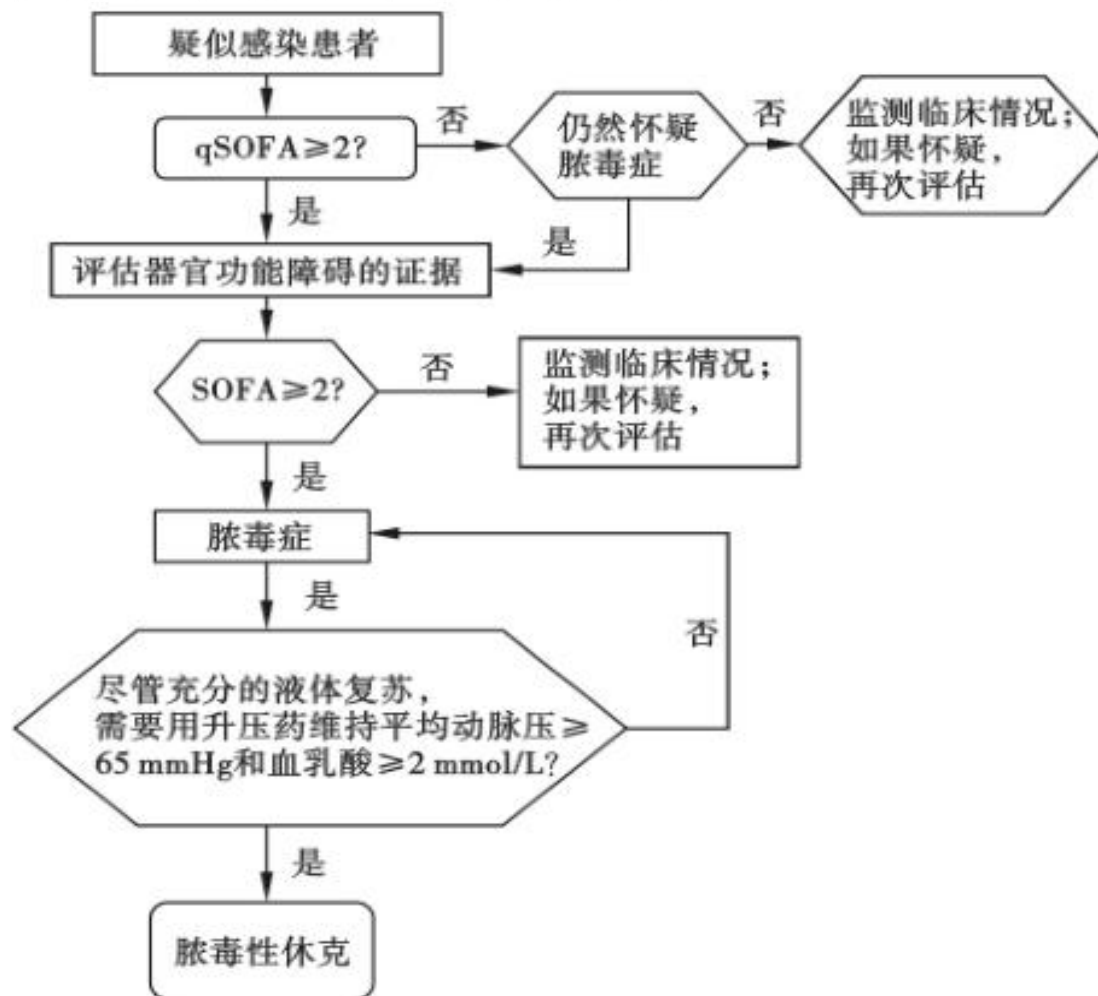 疑似感染患者
qSOFA≥2?
否
仍然怀疑
脓毒症
否
监测临床情况；
如果怀疑，
再次评估
是
是
评估器官功能障碍的证据
SOFA≥2?
否
监测临床情况；
如果怀疑，
再次评估
是
脓毒症
是
否
尽管充分的液体复苏，
需要用升压药维持平均动脉压≥
65 mmHg和血乳酸≥2 mmol/L?
是
脓毒性休克